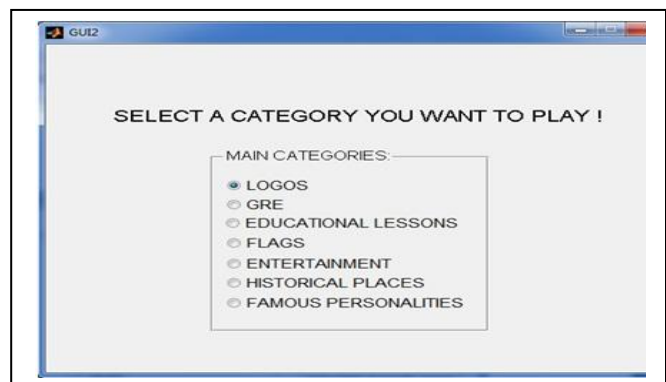 GUI2
SELECT A CATEGORY YOU WANT TO PLAY !
MAIN CATEGORIES:
LOGOS
GRE
EDUCATIONAL LESSONS
FLAGS
ENTERTAINMENT
HISTORICAL PLACES
FAMOUS PERSONALITIES